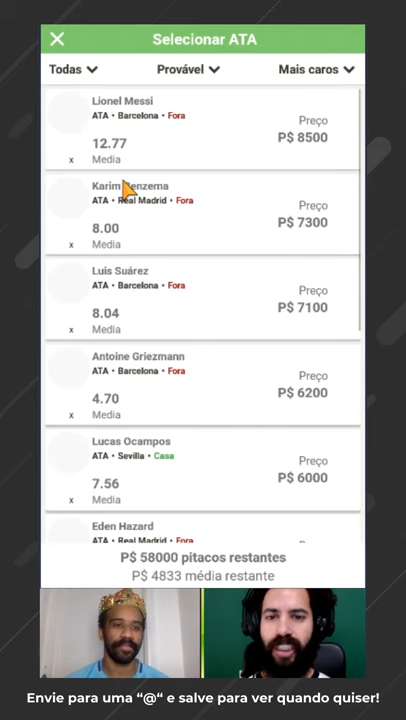 Selecionar ATA
Todas Provável Mais caros
Lionel Messi
ATA • Barcelona • Fora
Preço
P$ 8500
12.77
x Media
Karim Benzema
ATA • Real Madrid • Fora
Preço
P$ 7300
8.00
x Media
Luis Suárez
ATA • Barcelona • Fora
Preço
P$ 7100
8.04
x Media
Antoine Griezmann
ATA • Barcelona • Fora
Preço
P$ 6200
4.70
x Media
Lucas Ocampos
ATA • Sevilla • Casa
Preço
P$ 6000
7.56
x Media
Eden Hazard
ATA • Real Madrid • Fora
P$ 58000 pitacos restantes
P$ 4833 média restante
Envie para uma “@“ e salve para ver quando quiser!